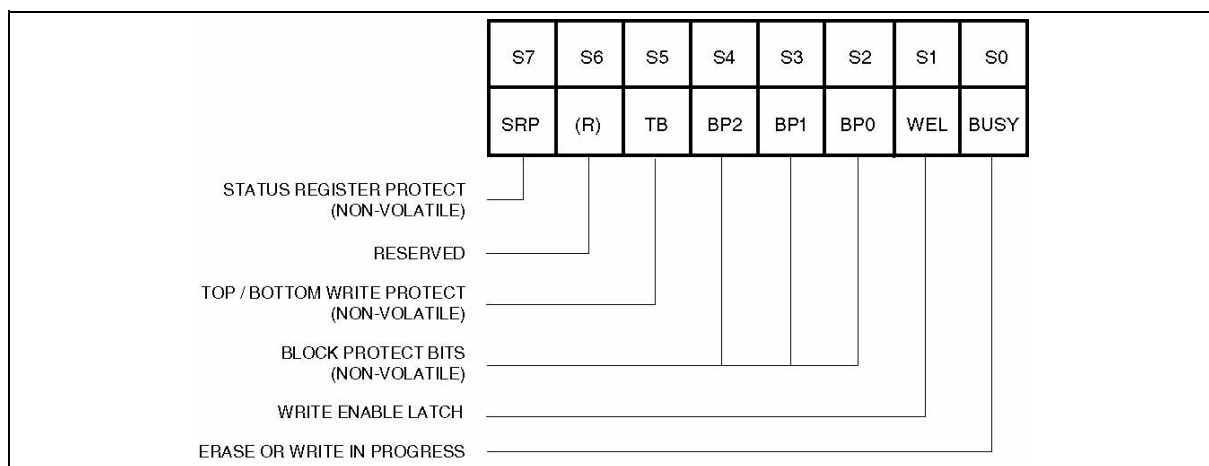 S7 S6 S5 S4 S3 S2 S1 S0
SRP (R) TB BP2 BP1 BP0 WEL BUSY
STATUS REGISTER PROTECT
(NON-VOLATILE)
RESERVED
TOP / BOTTOM WRITE PROTECT
(NON-VOLATILE)
BLOCK PROTECT BITS
(NON-VOLATILE)
WRITE ENABLE LATCH
ERASE OR WRITE IN PROGRESS